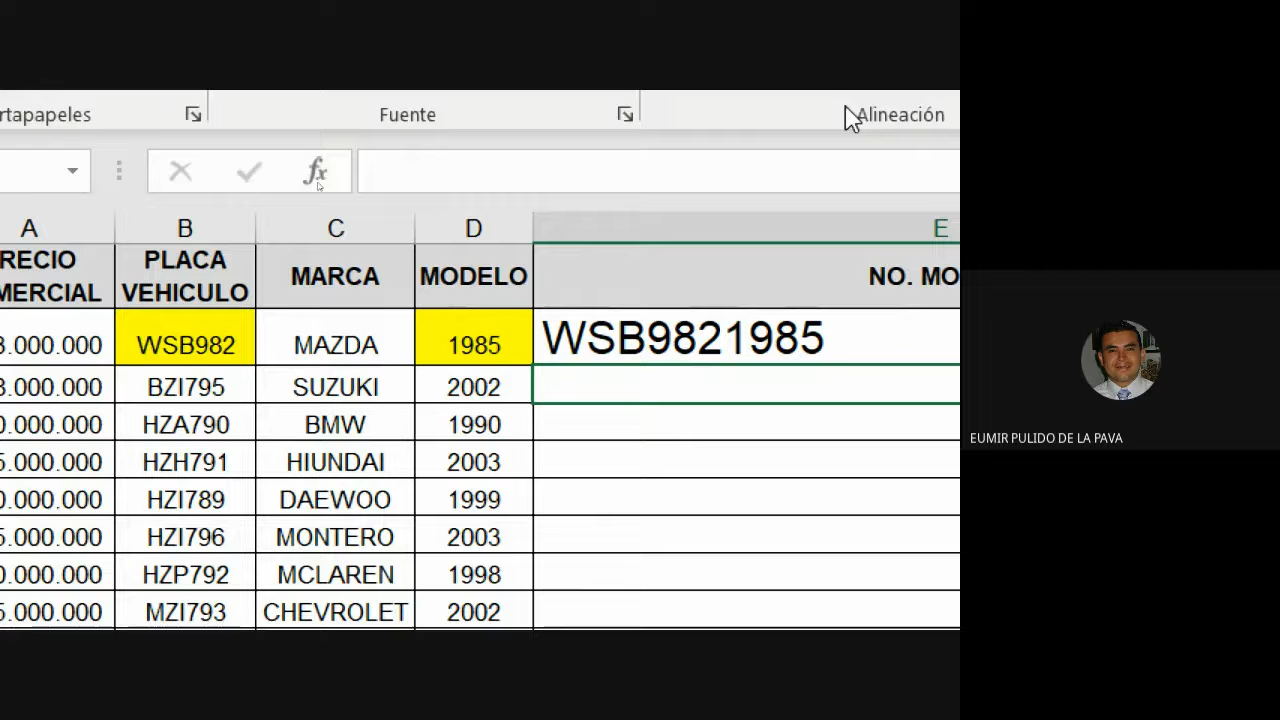 rtapapeles Fuente Alineación
fx
A B C D E
RECIO MERCIAL PLACA VEHICULO MARCA MODELO NO. MO
3.000.000 WSB982 MAZDA 1985 WSB9821985
3.000.000 BZI795 SUZUKI 2002
0.000.000 HZA790 BMW 1990
5.000.000 HZH791 HIUNDAI 2003
0.000.000 HZI789 DAEWOO 1999
5.000.000 HZI796 MONTERO 2003
0.000.000 HZP792 MCLAREN 1998
5.000.000 MZI793 CHEVROLET 2002
EUMIR PULIDO DE LA PAVA